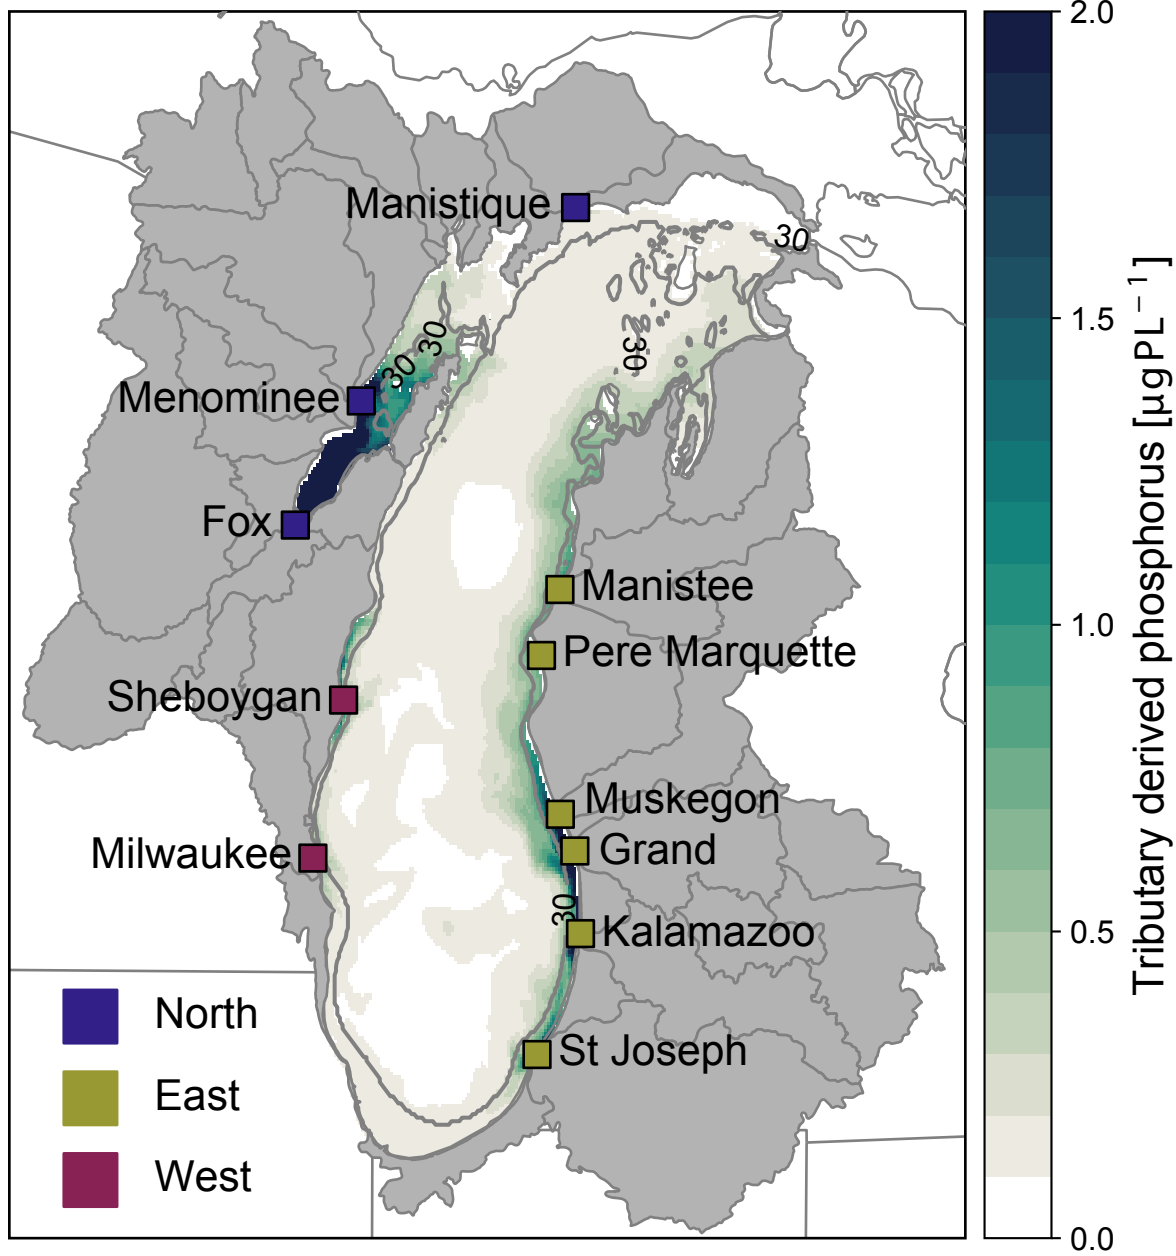 2.0
Manistique
30
1.5
30
30
30
Menominee
Fox
Manistee
1.0
Pere Marquette
Sheboygan
Muskegon
Grand
Milwaukee
30
Kalamazoo
0.5
North
St Joseph
East
West
0.0
Tributary derived phosphorus [µg P L⁻¹]